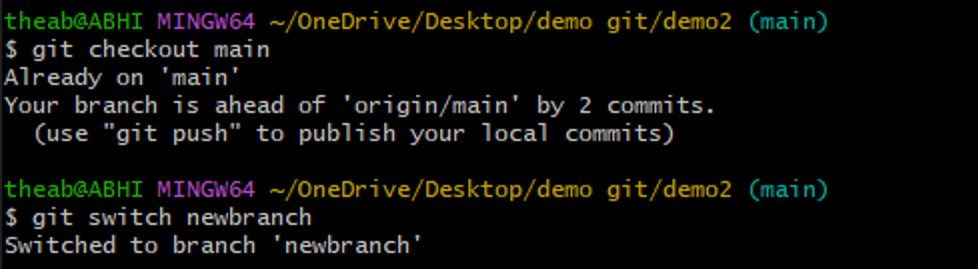 theab@ABHI MINGW64 ~/OneDrive/Desktop/demo git/demo2 (main)
$ git checkout main
Already on 'main'
Your branch is ahead of 'origin/main' by 2 commits.
  (use "git push" to publish your local commits)

theab@ABHI MINGW64 ~/OneDrive/Desktop/demo git/demo2 (main)
$ git switch newbranch
Switched to branch 'newbranch'